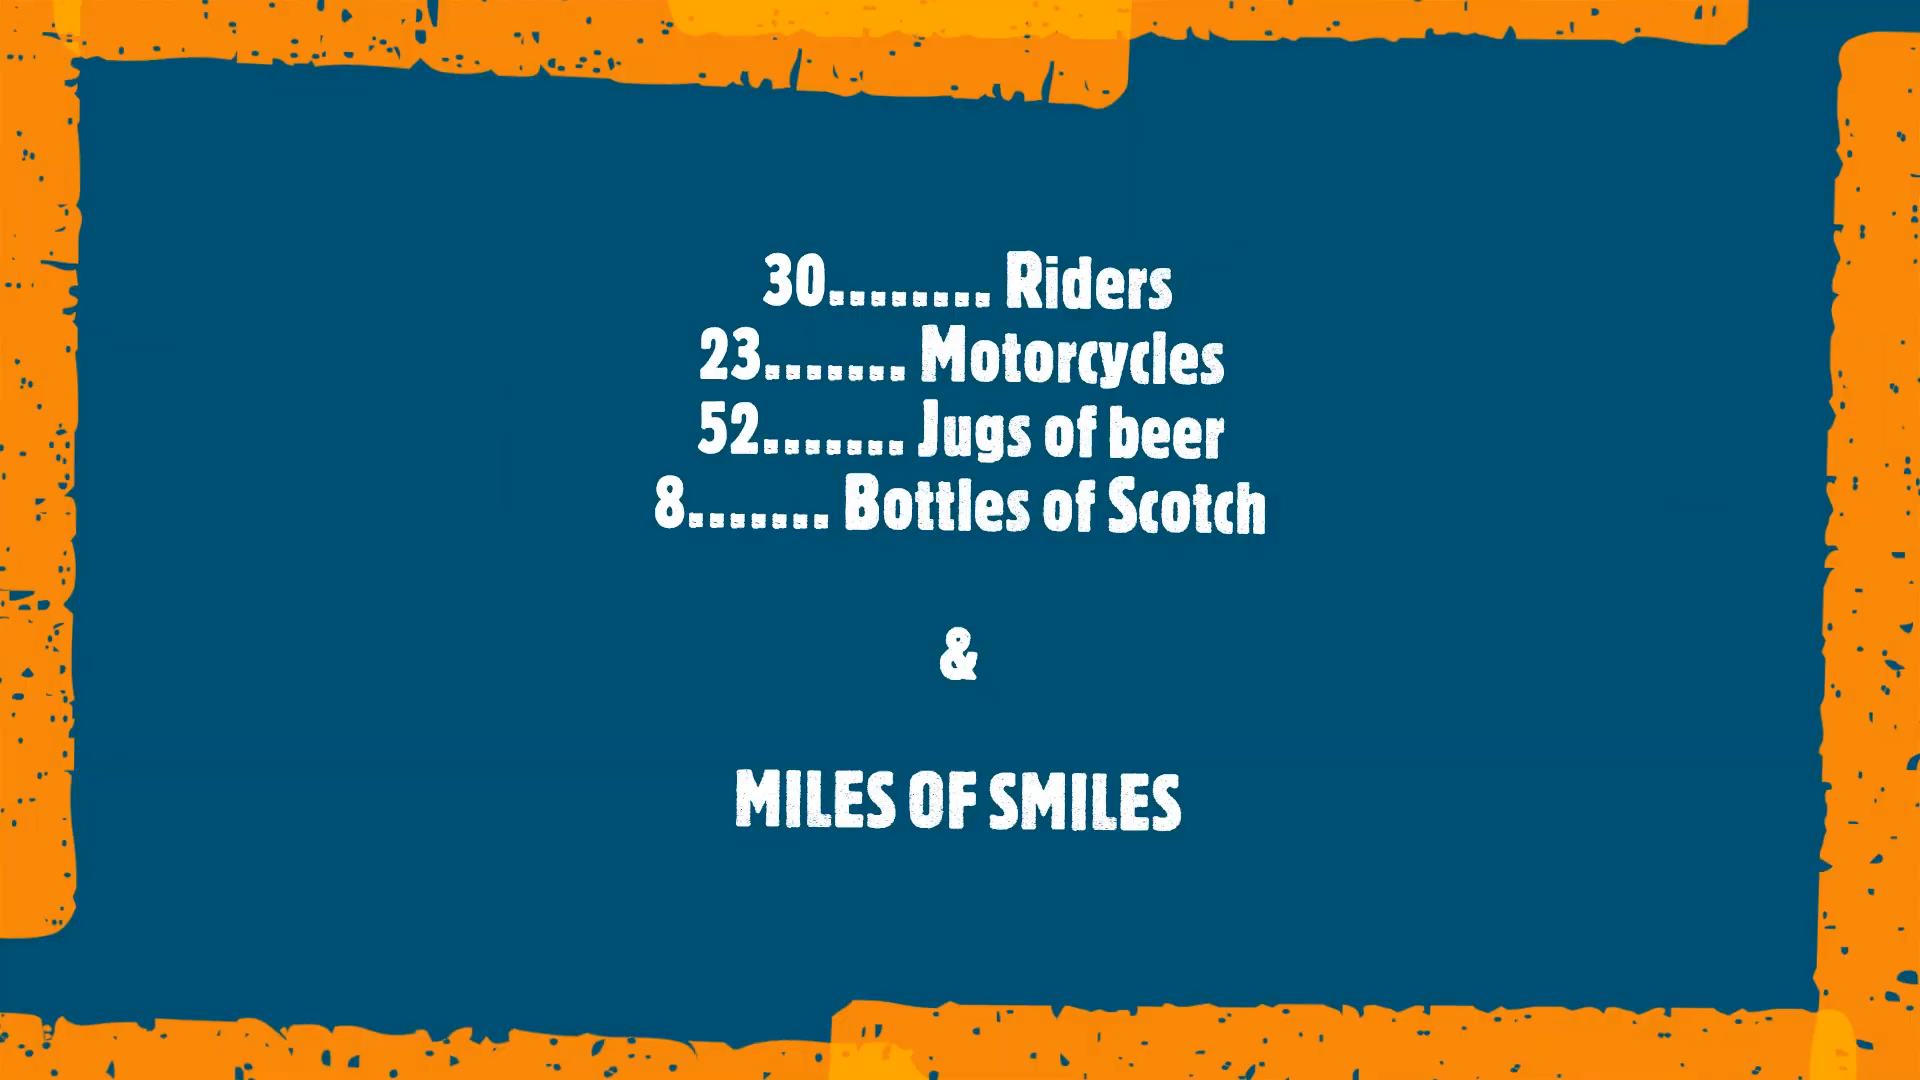 30........ Riders
23....... Motorcycles
52....... Jugs of beer
8....... Bottles of Scotch
&
MILES OF SMILES